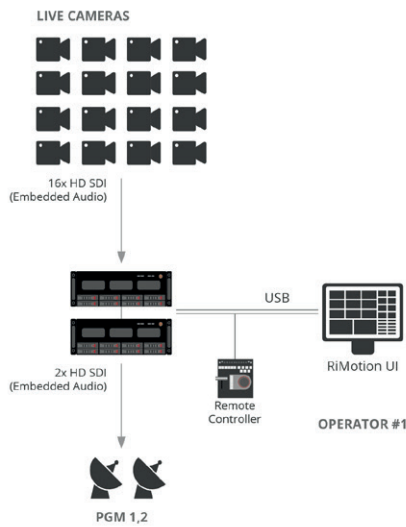 LIVE CAMERAS
16x HD SDI
(Embedded Audio)
USB
RiMotion UI
2x HD SDI
(Embedded Audio)
Remote
Controller
OPERATOR #1
PGM 1,2